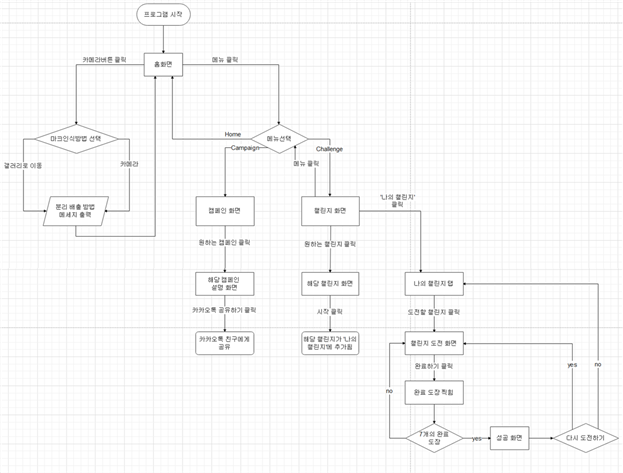 프로그램 시작
카메라버튼 클릭
홈화면
메뉴 클릭
마크인식방법 선택
갤러리로 이동
카메라
분리 배출 방법
메세지 출력
Home
메뉴선택
Campaign
메뉴 클릭
Challenge
캠페인 화면
챌린지 화면
'나의 챌린지'
클릭
원하는 캠페인 클릭
원하는 챌린지 클릭
해당 캠페인
설명 화면
해당 챌린지 화면
나의 챌린지 탭
카카오톡 공유하기 클릭
시작 클릭
도전할 챌린지 클릭
카카오톡 친구에게
공유
해당 챌린지가 '나의
챌린지'에 추가됨
챌린지 도전 화면
완료하기 클릭
yes
no
no
완료 도장 찍힘
7개의 완료
도장
yes
성공 화면
다시 도전하기